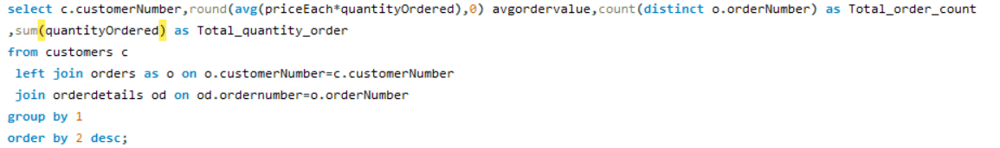 select c.customerNumber,round(avg(priceEach*quantityOrdered),0) avgordervalue,count(distinct o.orderNumber) as Total_order_count
,sum(quantityOrdered) as Total_quantity_order
from customers c
left join orders as o on o.customerNumber=c.customerNumber
join orderdetails od on od.ordernumber=o.orderNumber
group by 1
order by 2 desc;